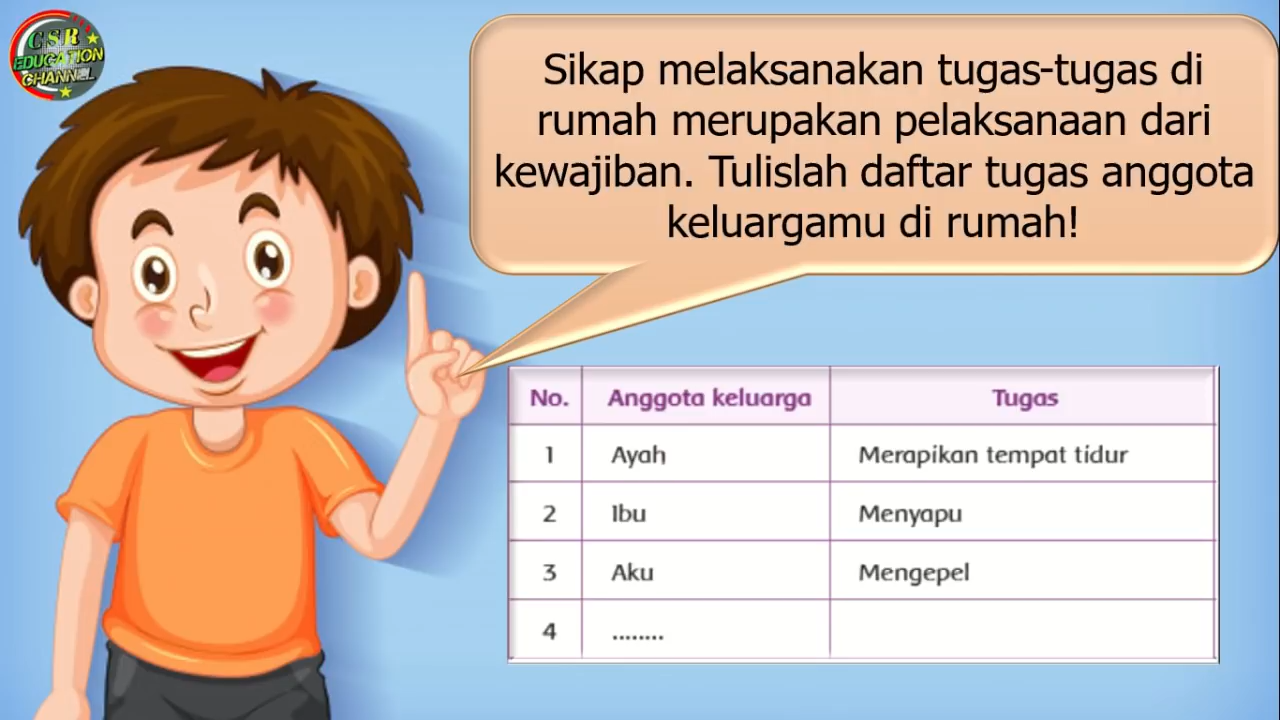 GSR
EDUCATION
CHANNEL
Sikap melaksanakan tugas-tugas di
rumah merupakan pelaksanaan dari
kewajiban. Tulislah daftar tugas anggota
keluargamu di rumah!
No. Anggota keluarga Tugas
1 Ayah Merapikan tempat tidur
2 Ibu Menyapu
3 Aku Mengepel
4 ........